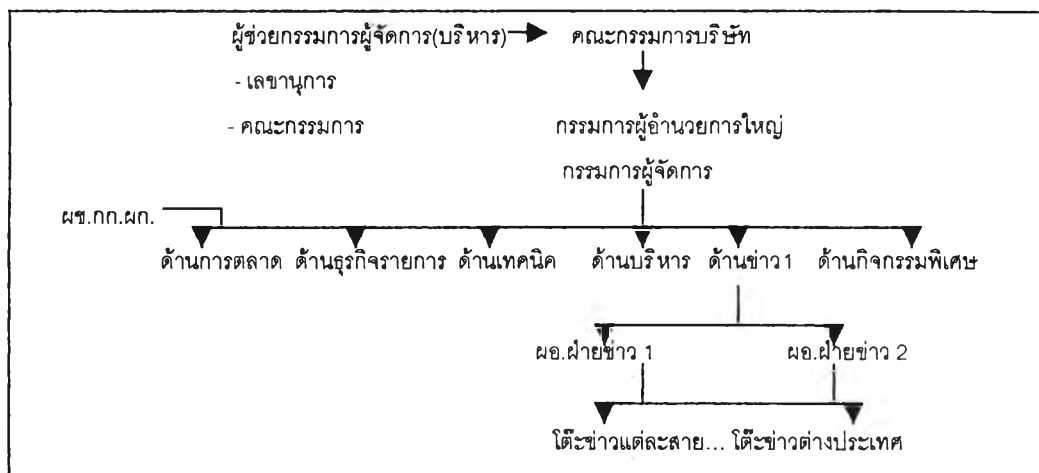 ผู้ช่วยกรรมการผู้จัดการ(บริหาร) คณะกรรมการบริษัท
- เลขานุการ
- คณะกรรมการ กรรมการผู้อำนวยการใหญ่
กรรมการผู้จัดการ
ผช.กก.ผก.
ด้านการตลาด ด้านธุรกิจรายการ ด้านเทคนิค ด้านบริหาร ด้านข่าว1 ด้านกิจกรรมพิเศษ
ผอ.ฝ่ายข่าว 1 ผอ.ฝ่ายข่าว 2
โต๊ะข่าวแต่ละสาย... โต๊ะข่าวต่างประเทศ